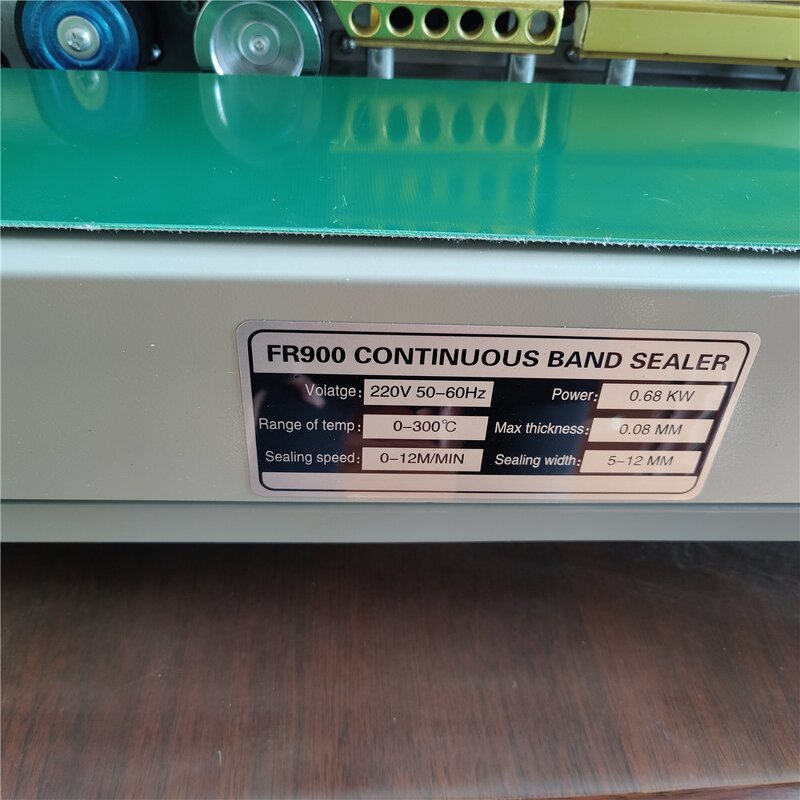 FR900 CONTINUOUS BAND SEALER
Volatge: 220V 50-60Hz Power: 0.68 KW
Range of temp: 0-300℃ Max thickness: 0.08 MM
Sealing speed: 0-12M/MIN Sealing width: 5-12 MM